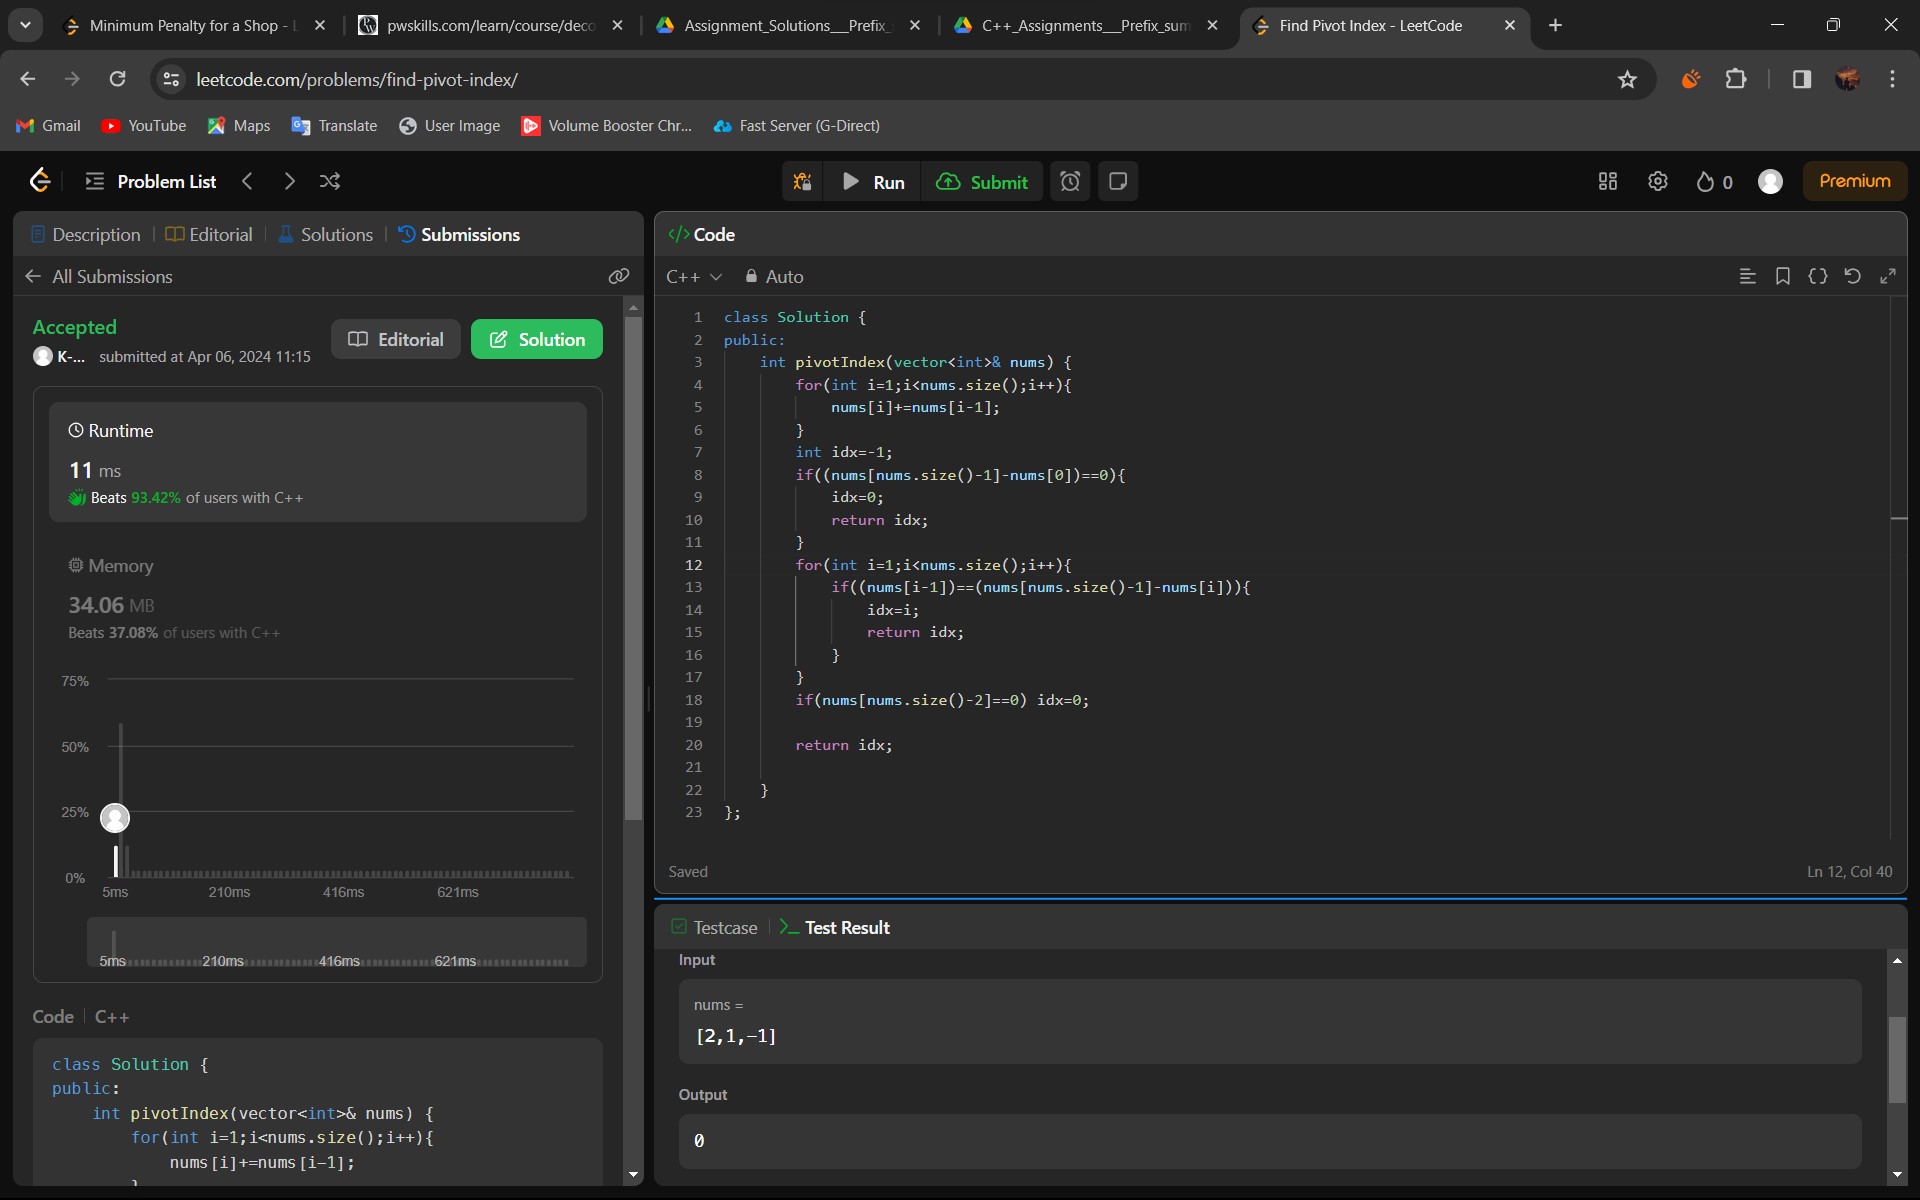 Minimum Penalty for a Shop - L
pwskills.com/learn/course/deco
Assignment_Solutions__Prefix_
C++_Assignments__Prefix_sum
Find Pivot Index - LeetCode
leetcode.com/problems/find-pivot-index/
Gmail
YouTube
Maps
Translate
User Image
Volume Booster Chr...
Fast Server (G-Direct)
Problem List
Run
Submit
0
Premium
Description
Editorial
Solutions
Submissions
All Submissions
Accepted
K-... submitted at Apr 06, 2024 11:15
Editorial
Solution
Runtime
11 ms
Beats 93.42% of users with C++
Memory
34.06 MB
Beats 37.08% of users with C++
75%
50%
25%
0%
5ms 210ms 416ms 621ms
5ms 210ms 416ms 621ms
Code C++
class Solution {
public:
int pivotIndex(vector<int>& nums) {
for(int i=1;i<nums.size();i++){
nums[i]+=nums[i-1];
}
</> Code
C++ Auto
1 class Solution {
2 public:
3 int pivotIndex(vector<int>& nums) {
4 for(int i=1;i<nums.size();i++){
5 nums[i]+=nums[i-1];
6 }
7 int idx=-1;
8 if((nums[nums.size()-1]-nums[0])==0){
9 idx=0;
10 return idx;
11 }
12 for(int i=1;i<nums.size();i++){
13 if((nums[i-1])==(nums[nums.size()-1]-nums[i])){
14 idx=i;
15 return idx;
16 }
17 }
18 if(nums[nums.size()-2]==0) idx=0;
19
20 return idx;
21
22 }
23 };
Saved
Ln 12, Col 40
Testcase
Test Result
Input
nums =
[2,1,-1]
Output
0